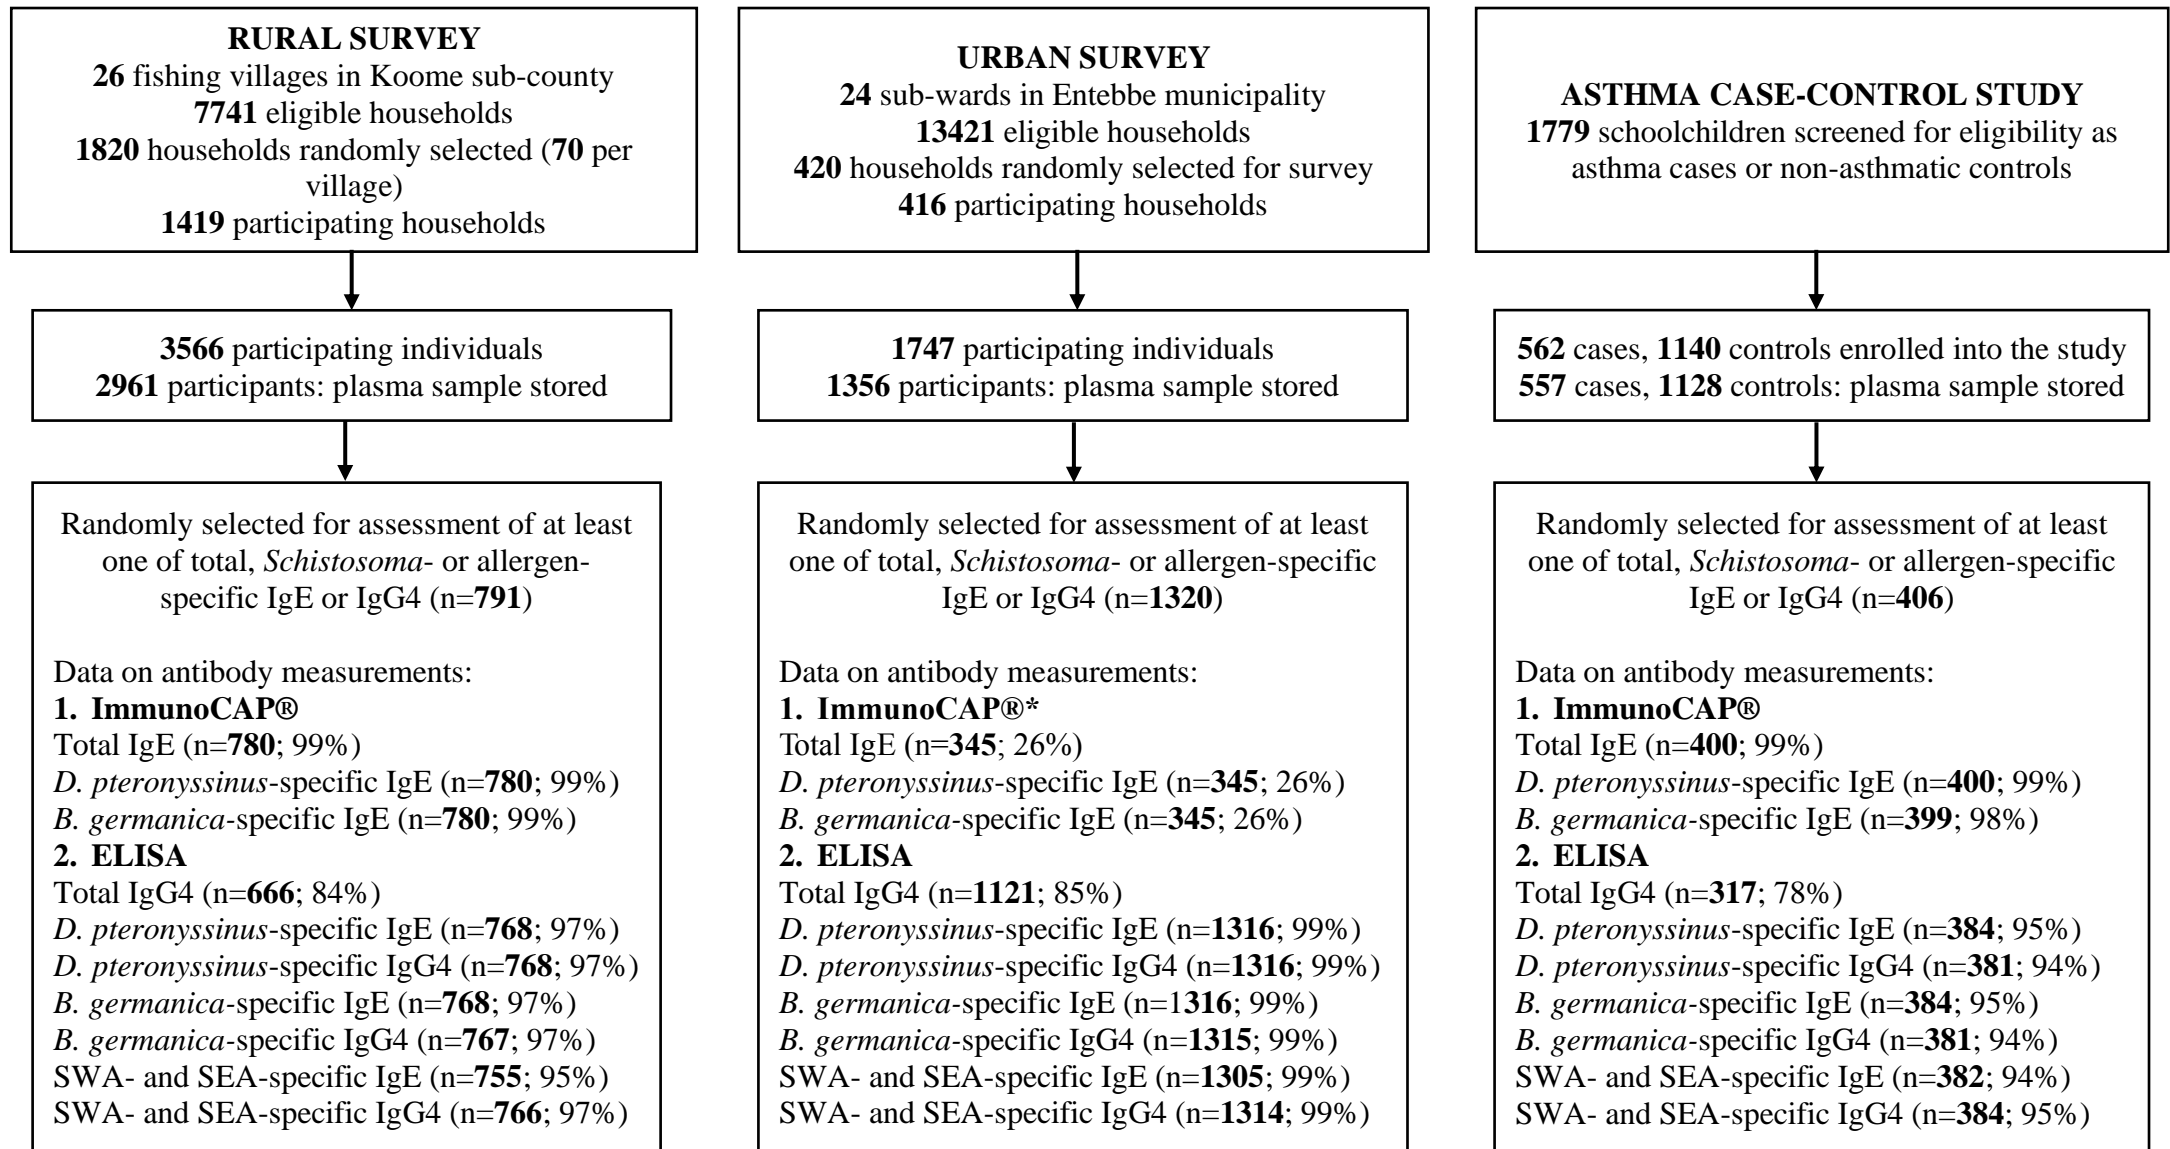 RURAL SURVEY
26 fishing villages in Koome sub-county
7741 eligible households
1820 households randomly selected (70 per
village)
1419 participating households
3566 participating individuals
2961 participants: plasma sample stored
Randomly selected for assessment of at least
one of total, Schistosoma- or allergen-
specific IgE or IgG4 (n=791)
Data on antibody measurements:
1. ImmunoCAP®
Total IgE (n=780; 99%)
D. pteronyssinus-specific IgE (n=780; 99%)
B. germanica-specific IgE (n=780; 99%)
2. ELISA
Total IgG4 (n=666; 84%)
D. pteronyssinus-specific IgE (n=768; 97%)
D. pteronyssinus-specific IgG4 (n=768; 97%)
B. germanica-specific IgE (n=768; 97%)
B. germanica-specific IgG4 (n=767; 97%)
SWA- and SEA-specific IgE (n=755; 95%)
SWA- and SEA-specific IgG4 (n=766; 97%)
URBAN SURVEY
24 sub-wards in Entebbe municipality
13421 eligible households
420 households randomly selected for survey
416 participating households
1747 participating individuals
1356 participants: plasma sample stored
Randomly selected for assessment of at least
one of total, Schistosoma- or allergen-specific
IgE or IgG4 (n=1320)
Data on antibody measurements:
1. ImmunoCAP®*
Total IgE (n=345; 26%)
D. pteronyssinus-specific IgE (n=345; 26%)
B. germanica-specific IgE (n=345; 26%)
2. ELISA
Total IgG4 (n=1121; 85%)
D. pteronyssinus-specific IgE (n=1316; 99%)
D. pteronyssinus-specific IgG4 (n=1316; 99%)
B. germanica-specific IgE (n=1316; 99%)
B. germanica-specific IgG4 (n=1315; 99%)
SWA- and SEA-specific IgE (n=1305; 99%)
SWA- and SEA-specific IgG4 (n=1314; 99%)
ASTHMA CASE-CONTROL STUDY
1779 schoolchildren screened for eligibility as
asthma cases or non-asthmatic controls
562 cases, 1140 controls enrolled into the study
557 cases, 1128 controls: plasma sample stored
Randomly selected for assessment of at least
one of total, Schistosoma- or allergen-specific
IgE or IgG4 (n=406)
Data on antibody measurements:
1. ImmunoCAP®
Total IgE (n=400; 99%)
D. pteronyssinus-specific IgE (n=400; 99%)
B. germanica-specific IgE (n=399; 98%)
2. ELISA
Total IgG4 (n=317; 78%)
D. pteronyssinus-specific IgE (n=384; 95%)
D. pteronyssinus-specific IgG4 (n=381; 94%)
B. germanica-specific IgE (n=384; 95%)
B. germanica-specific IgG4 (n=381; 94%)
SWA- and SEA-specific IgE (n=382; 94%)
SWA- and SEA-specific IgG4 (n=384; 95%)